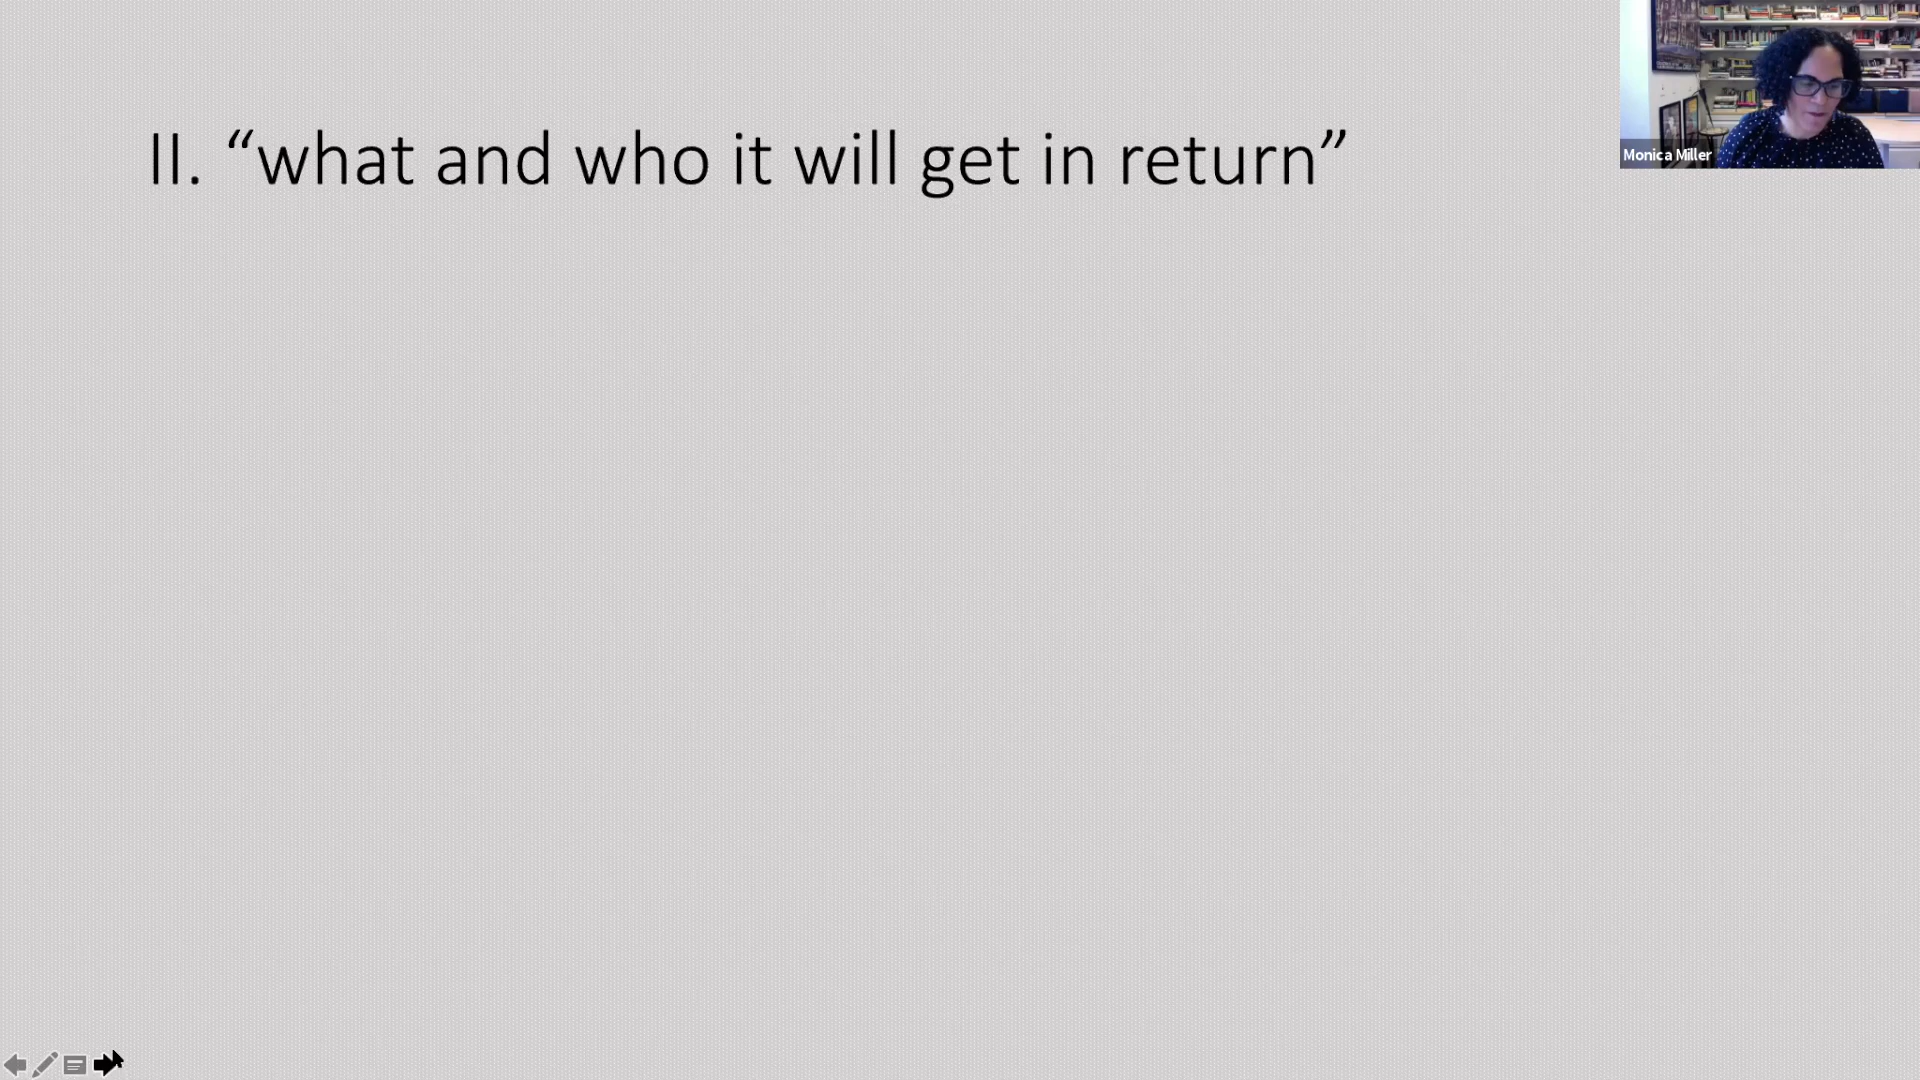 II. “what and who it will get in return”
Monica Miller